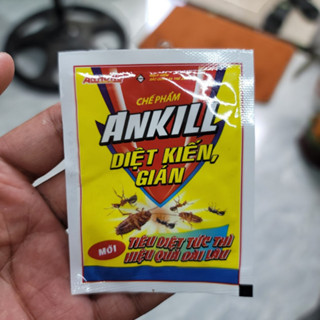 CHẾ PHẨM
ANKILL
DIỆT KIẾN,
GIÁN
MỚI
TIÊU DIỆT TỨC THÌ
HIỆU QUẢ DÀI LÂU